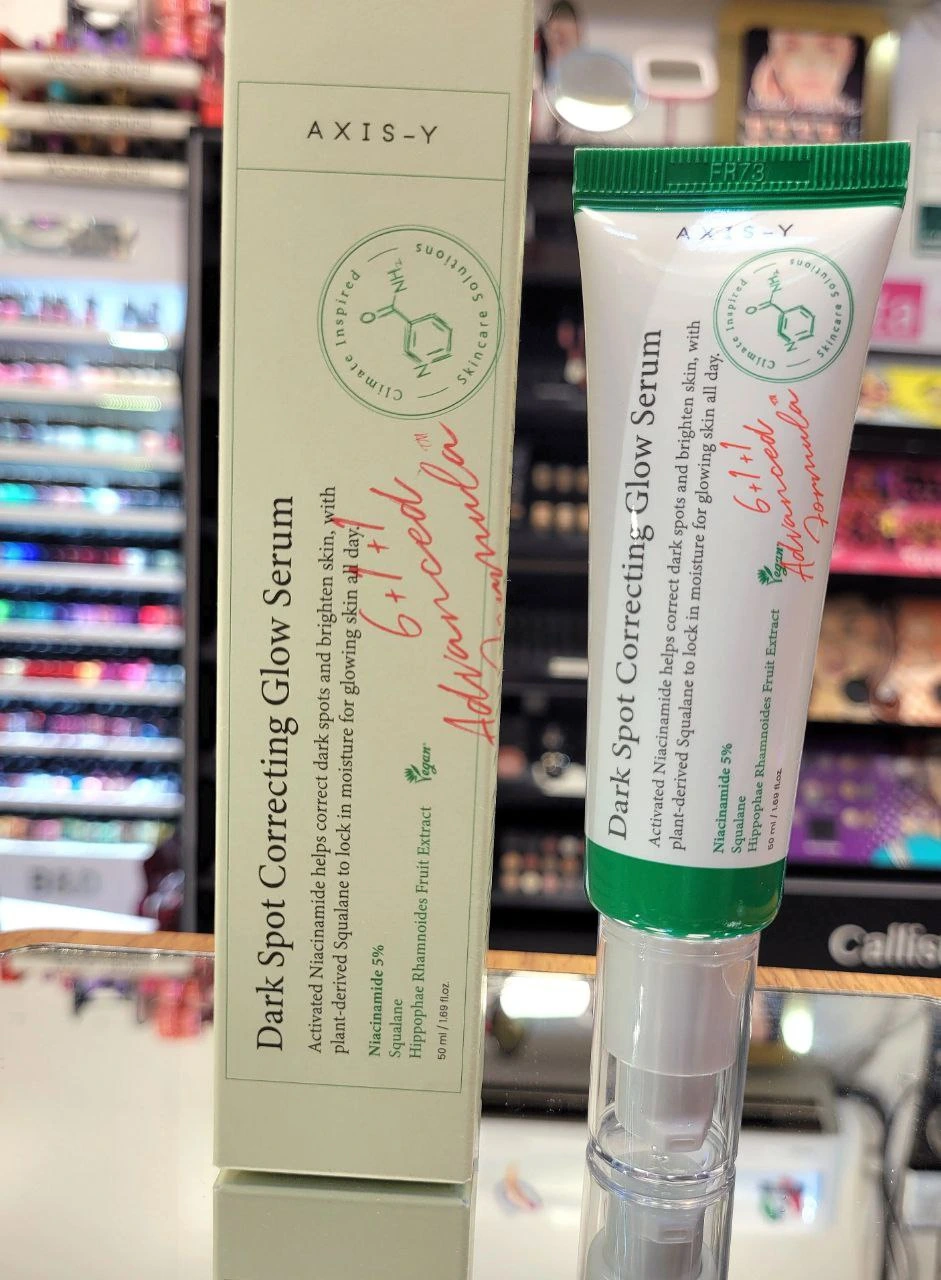 AXIS-Y
Climate Inspired
Skincare Solutions
N
O
NH₂
Dark Spot Correcting Glow Serum
Activated Niacinamide helps correct dark spots and brighten skin, with
plant-derived Squalane to lock in moisture for glowing skin all day.
6+1+1
Advanced
Formula
TM
Niacinamide 5%
Squalane
Hippophae Rhamnoides Fruit Extract
Vegan
50 ml / 1.69 fl.oz
FR73
AXIS-Y
Climate Inspired
Skincare Solutions
N
O
NH₂
Dark Spot Correcting Glow Serum
Activated Niacinamide helps correct dark spots and brighten skin, with
plant-derived Squalane to lock in moisture for glowing skin all day.
6+1+1
Advanced
Formula
Niacinamide 5%
Squalane
Hippophae Rhamnoides Fruit Extract
Vegan
50 ml / 1.69 fl.oz
Callis